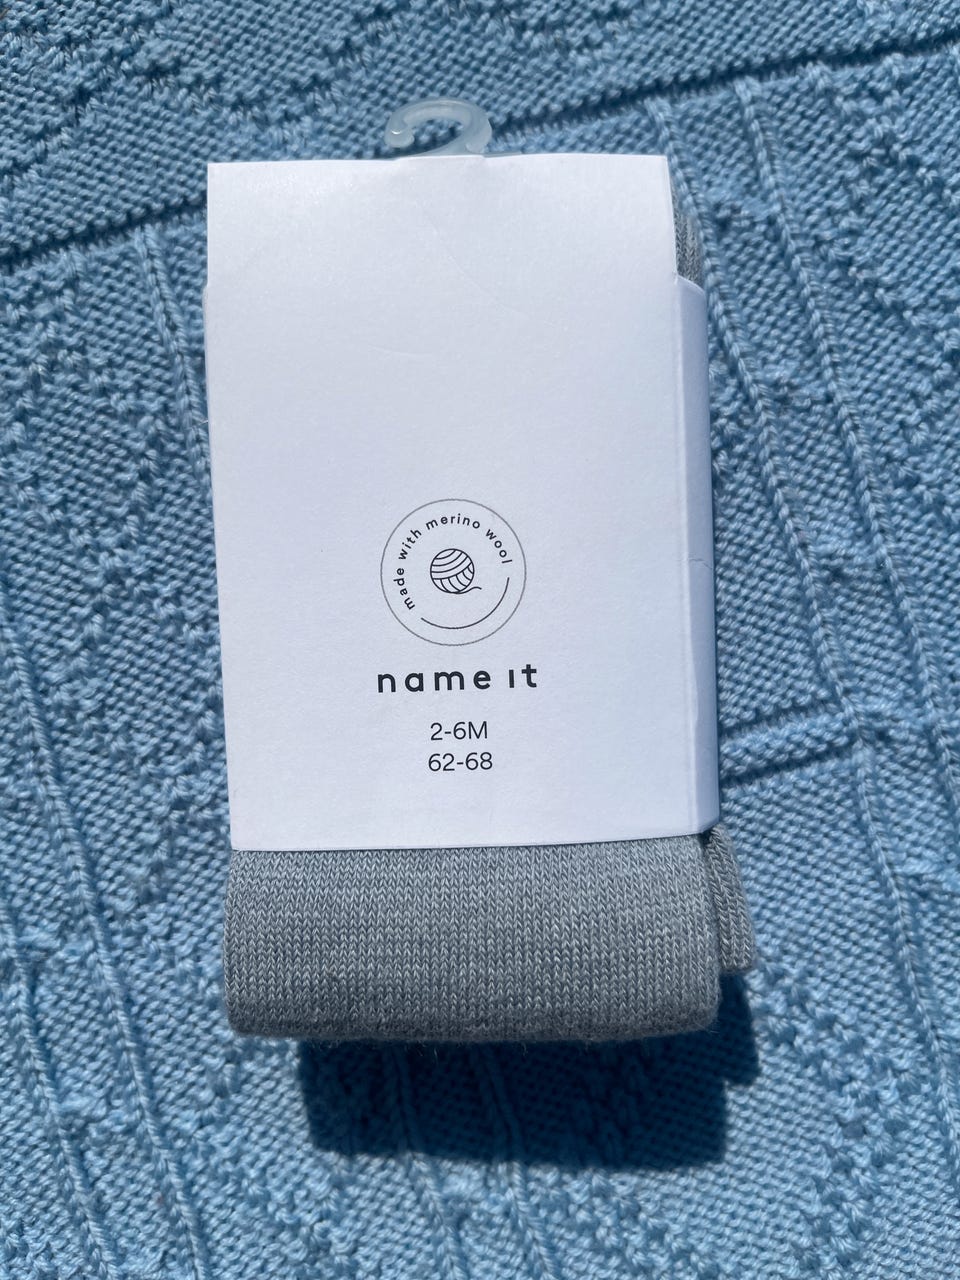 made with merino wool
name it
2-6M
62-68